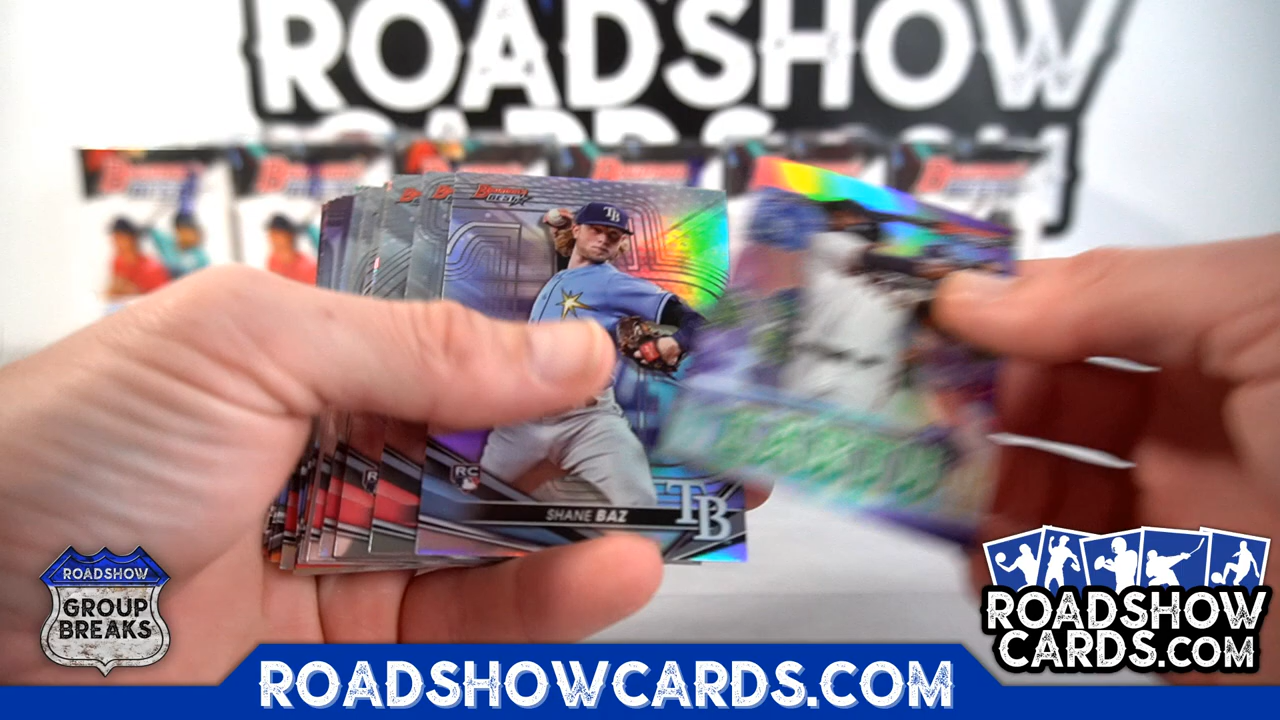 ROADSHOW
BOWMAN
BEST
TB
RC
SHANE BAZ
TB
ROADSHOW
GROUP
BREAKS
ROADSHOW
CARDS.COM
ROADSHOWCARDS.COM